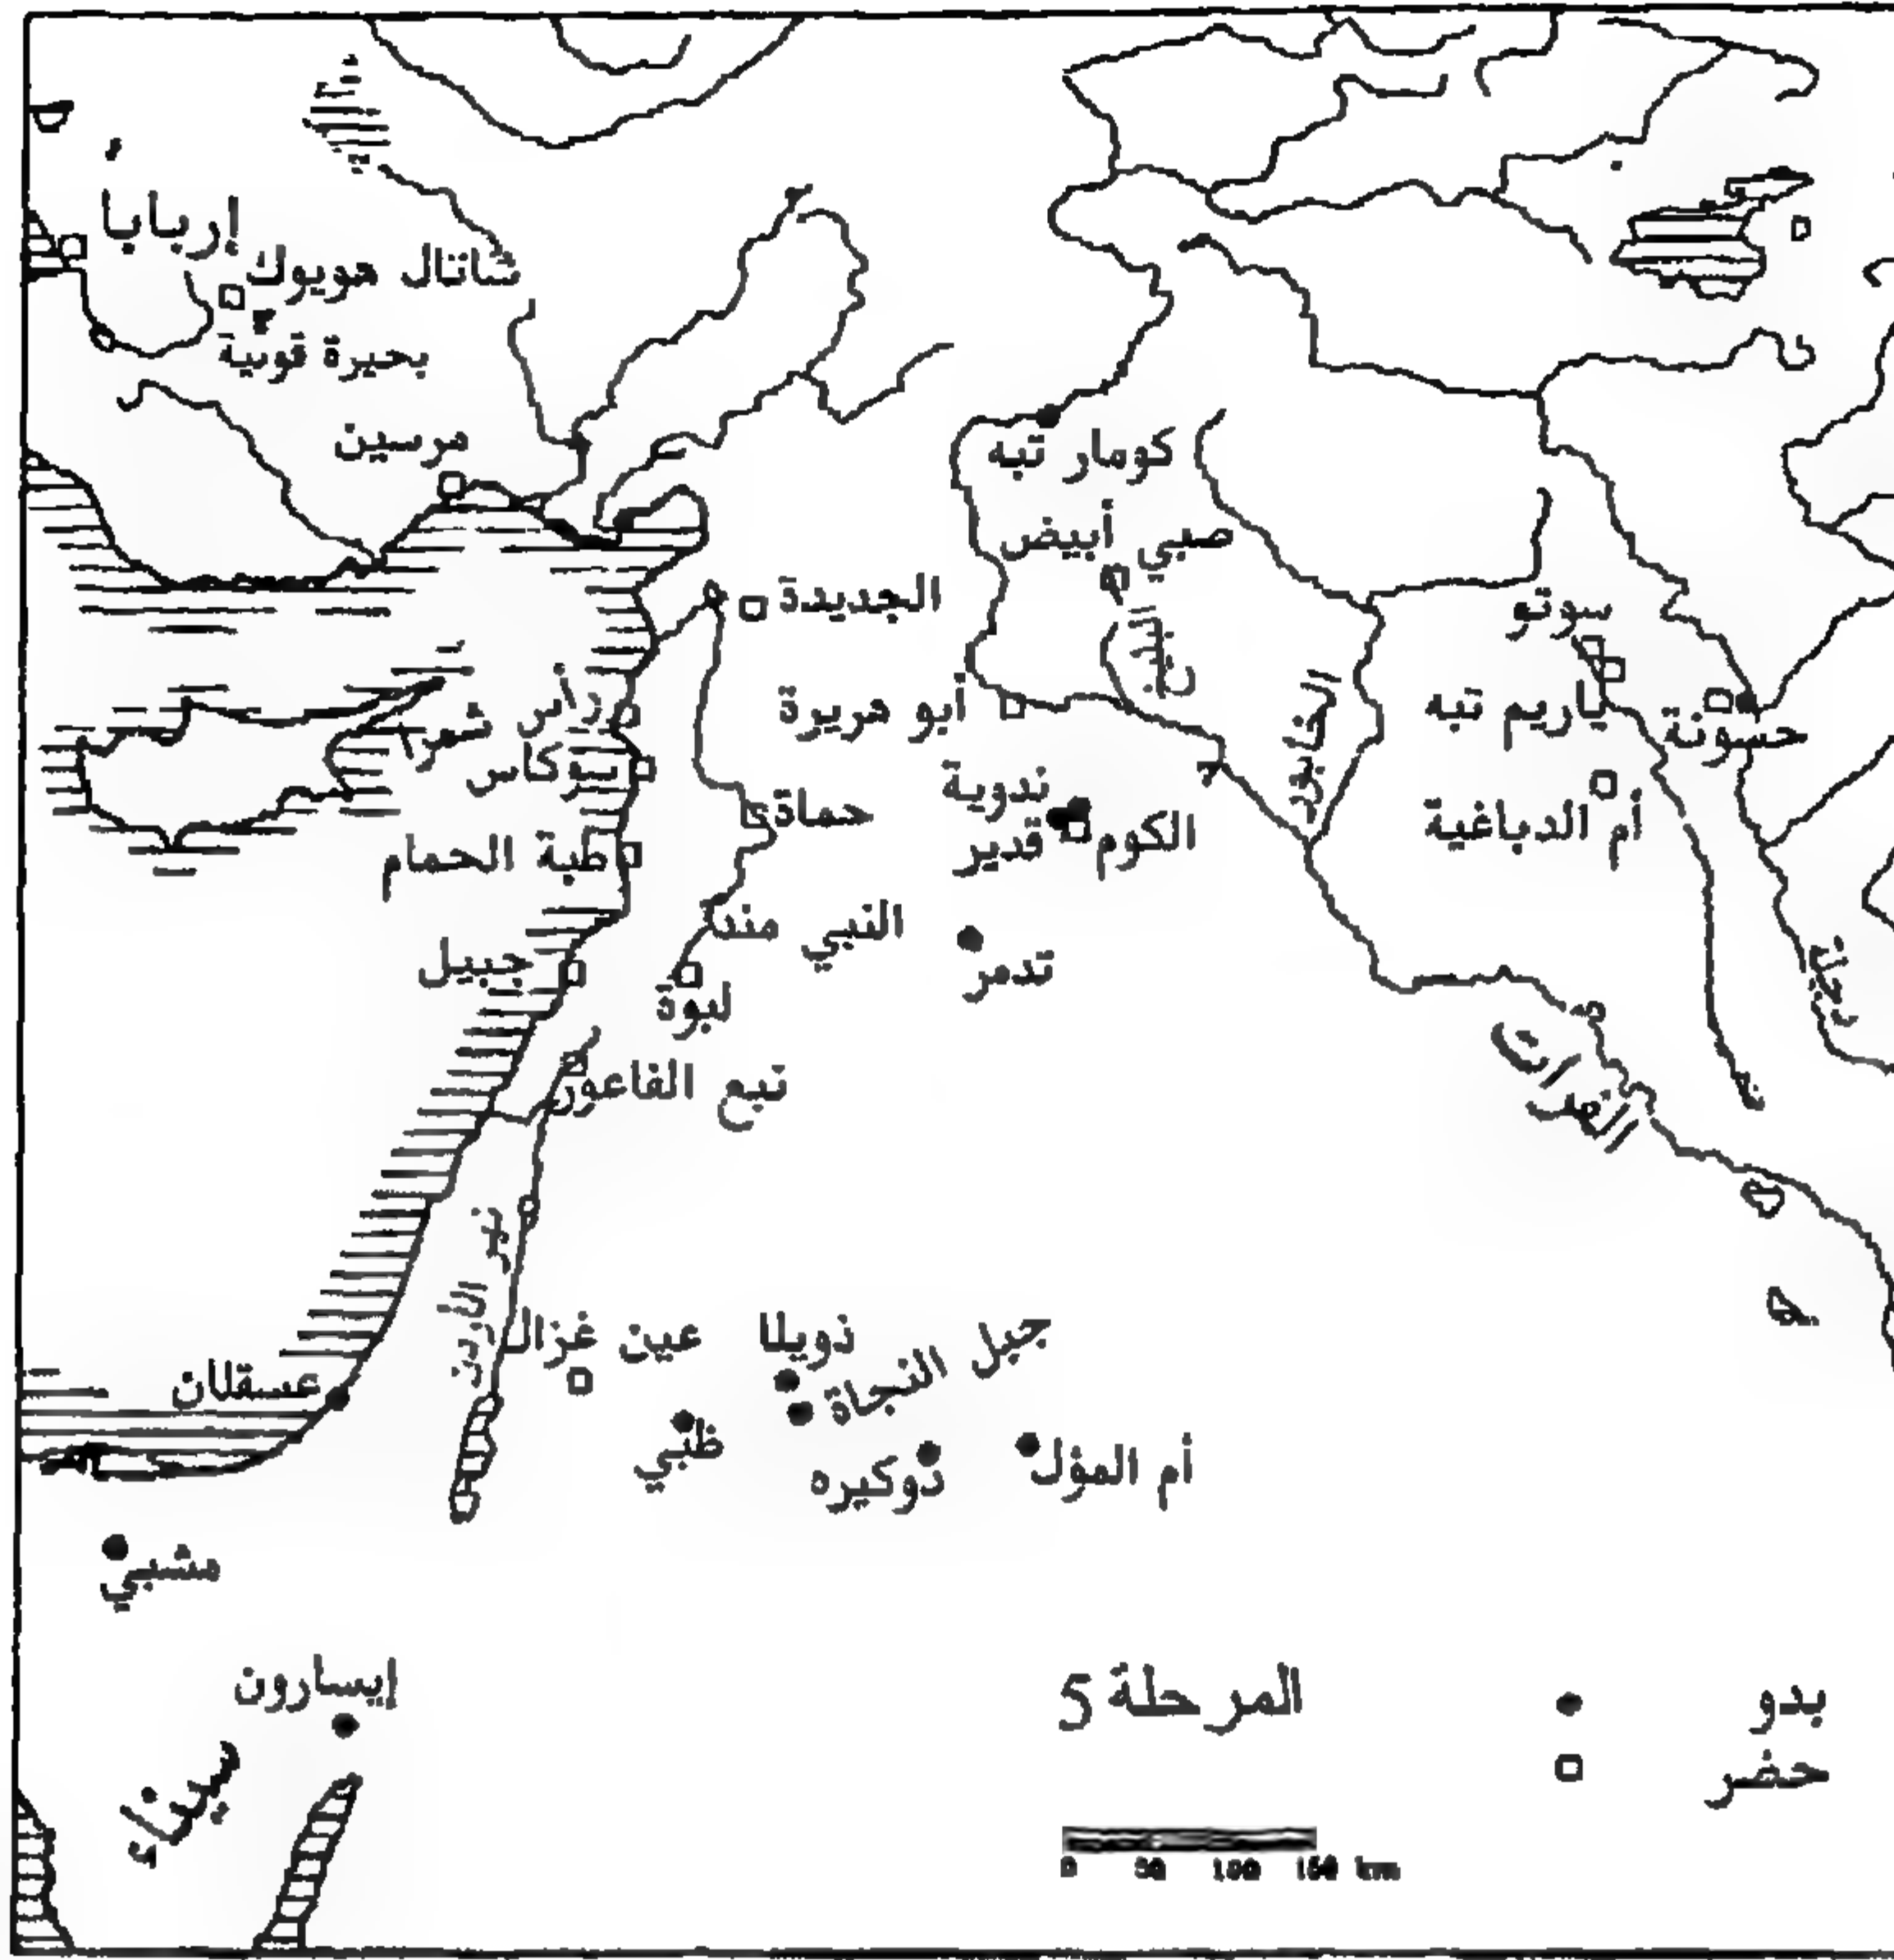 إربابا
شاتال هويوك
بحيرة قوبية
مرسين
كومار تبه
صبي أبيض
الجديدة
سوتو
رأس شمرا
أبو هريرة
ياريم تبه
حسونة
تبوكاس
الخابور
ندوية
حماة
أم الدباغية
طبة الحمام
قدير
الكوم
النبي مند
جبيل
تدمر
لبوة
الفرات
نبع الفاعور
نهر الأردن
عين غزال
ذويلا
جبل النجاة
عسقلان
ظبي
ذوكيره
أم المؤل
مشبي
إيسارون
سيناء
المرحلة 5
بدو
حضر
0 50 100 150 km